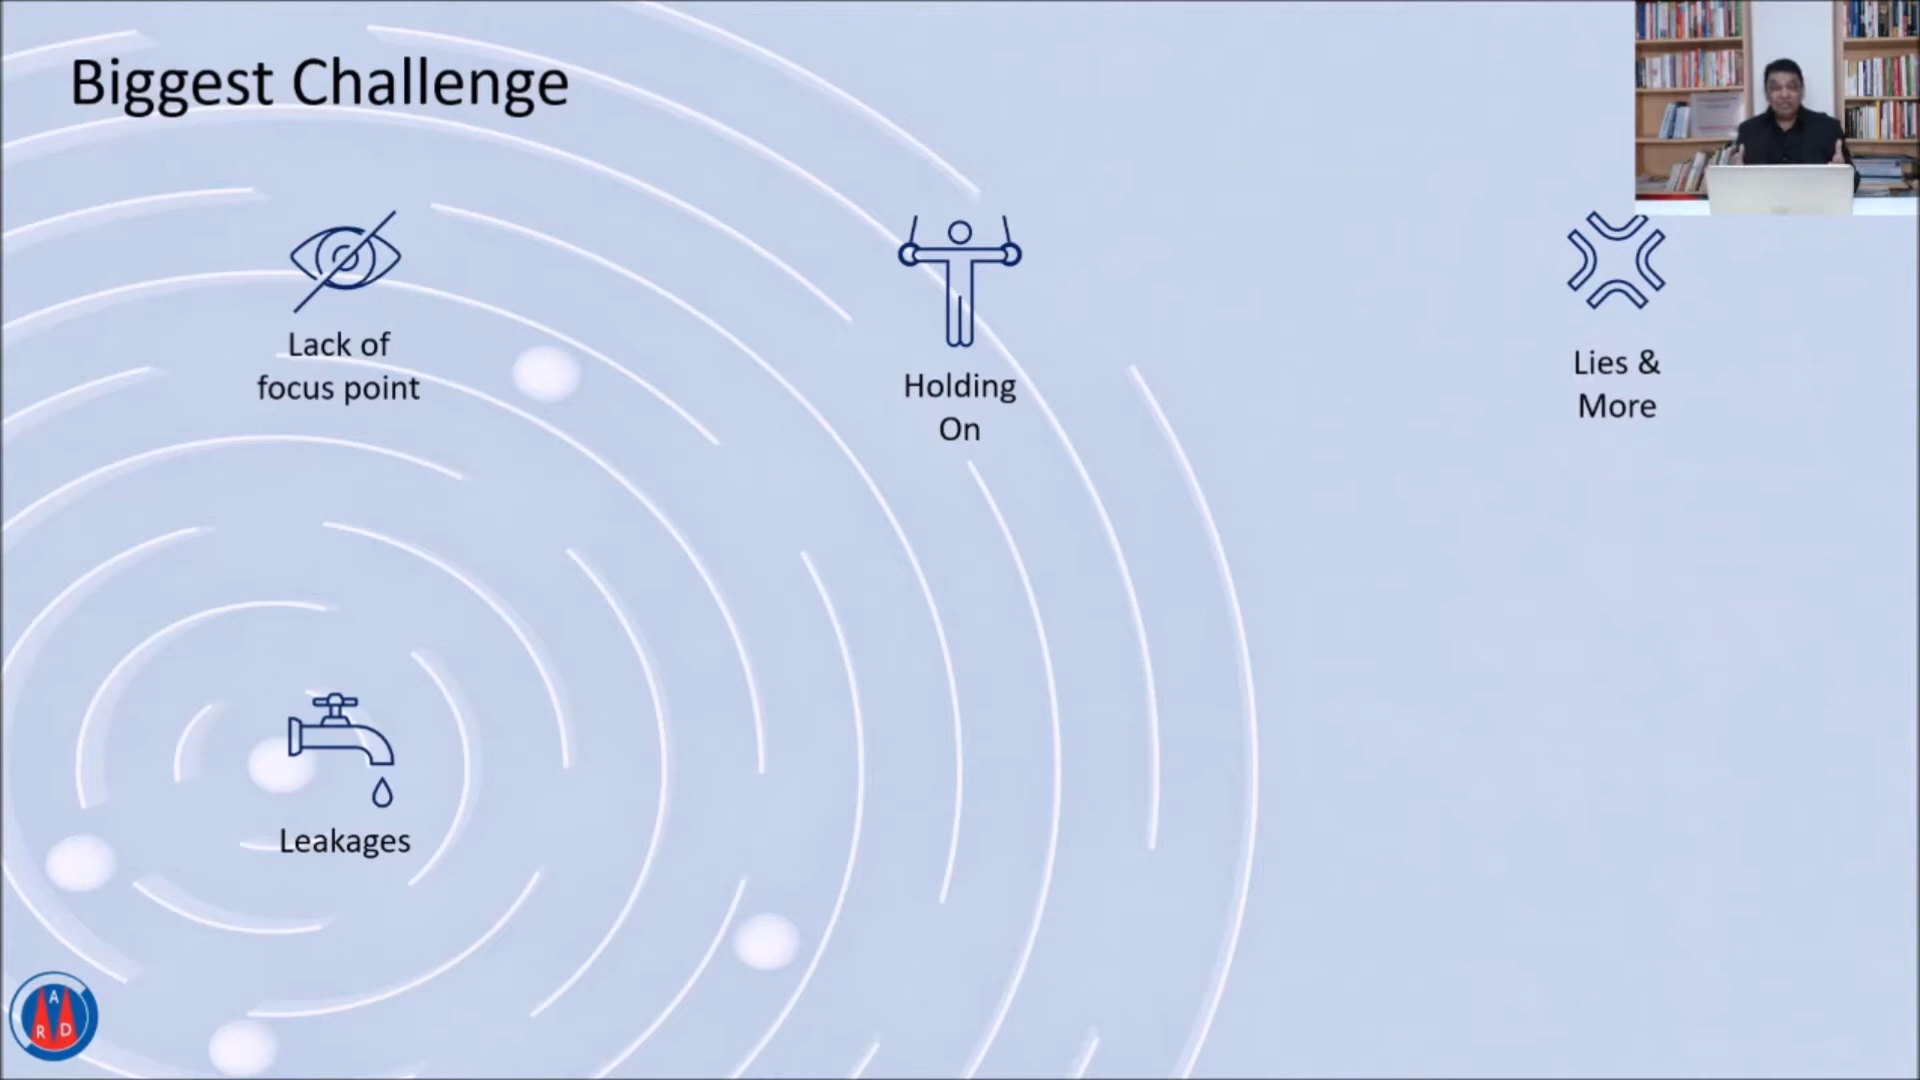 Biggest Challenge
Lack of
focus point
Holding
On
Lies &
More
Leakages
A
R D